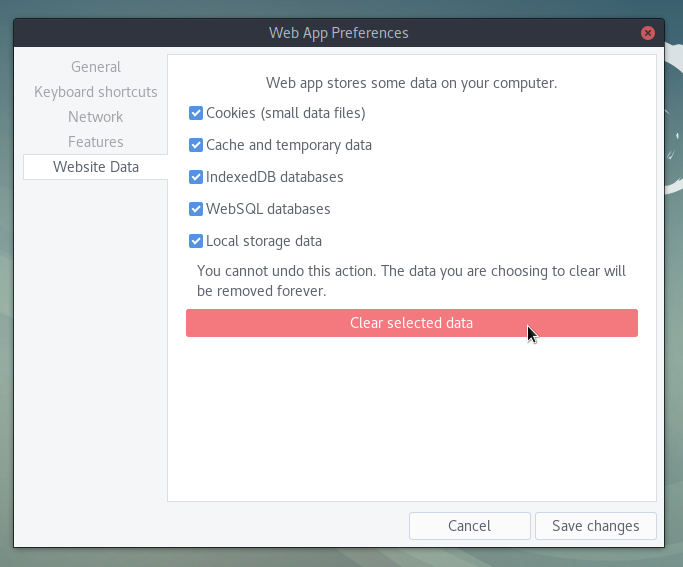 Web App Preferences
General
Keyboard shortcuts
Network
Features
Website Data
Web app stores some data on your computer.
Cookies (small data files)
Cache and temporary data
IndexedDB databases
WebSQL databases
Local storage data
You cannot undo this action. The data you are choosing to clear will
be removed forever.
Clear selected data
Cancel
Save changes